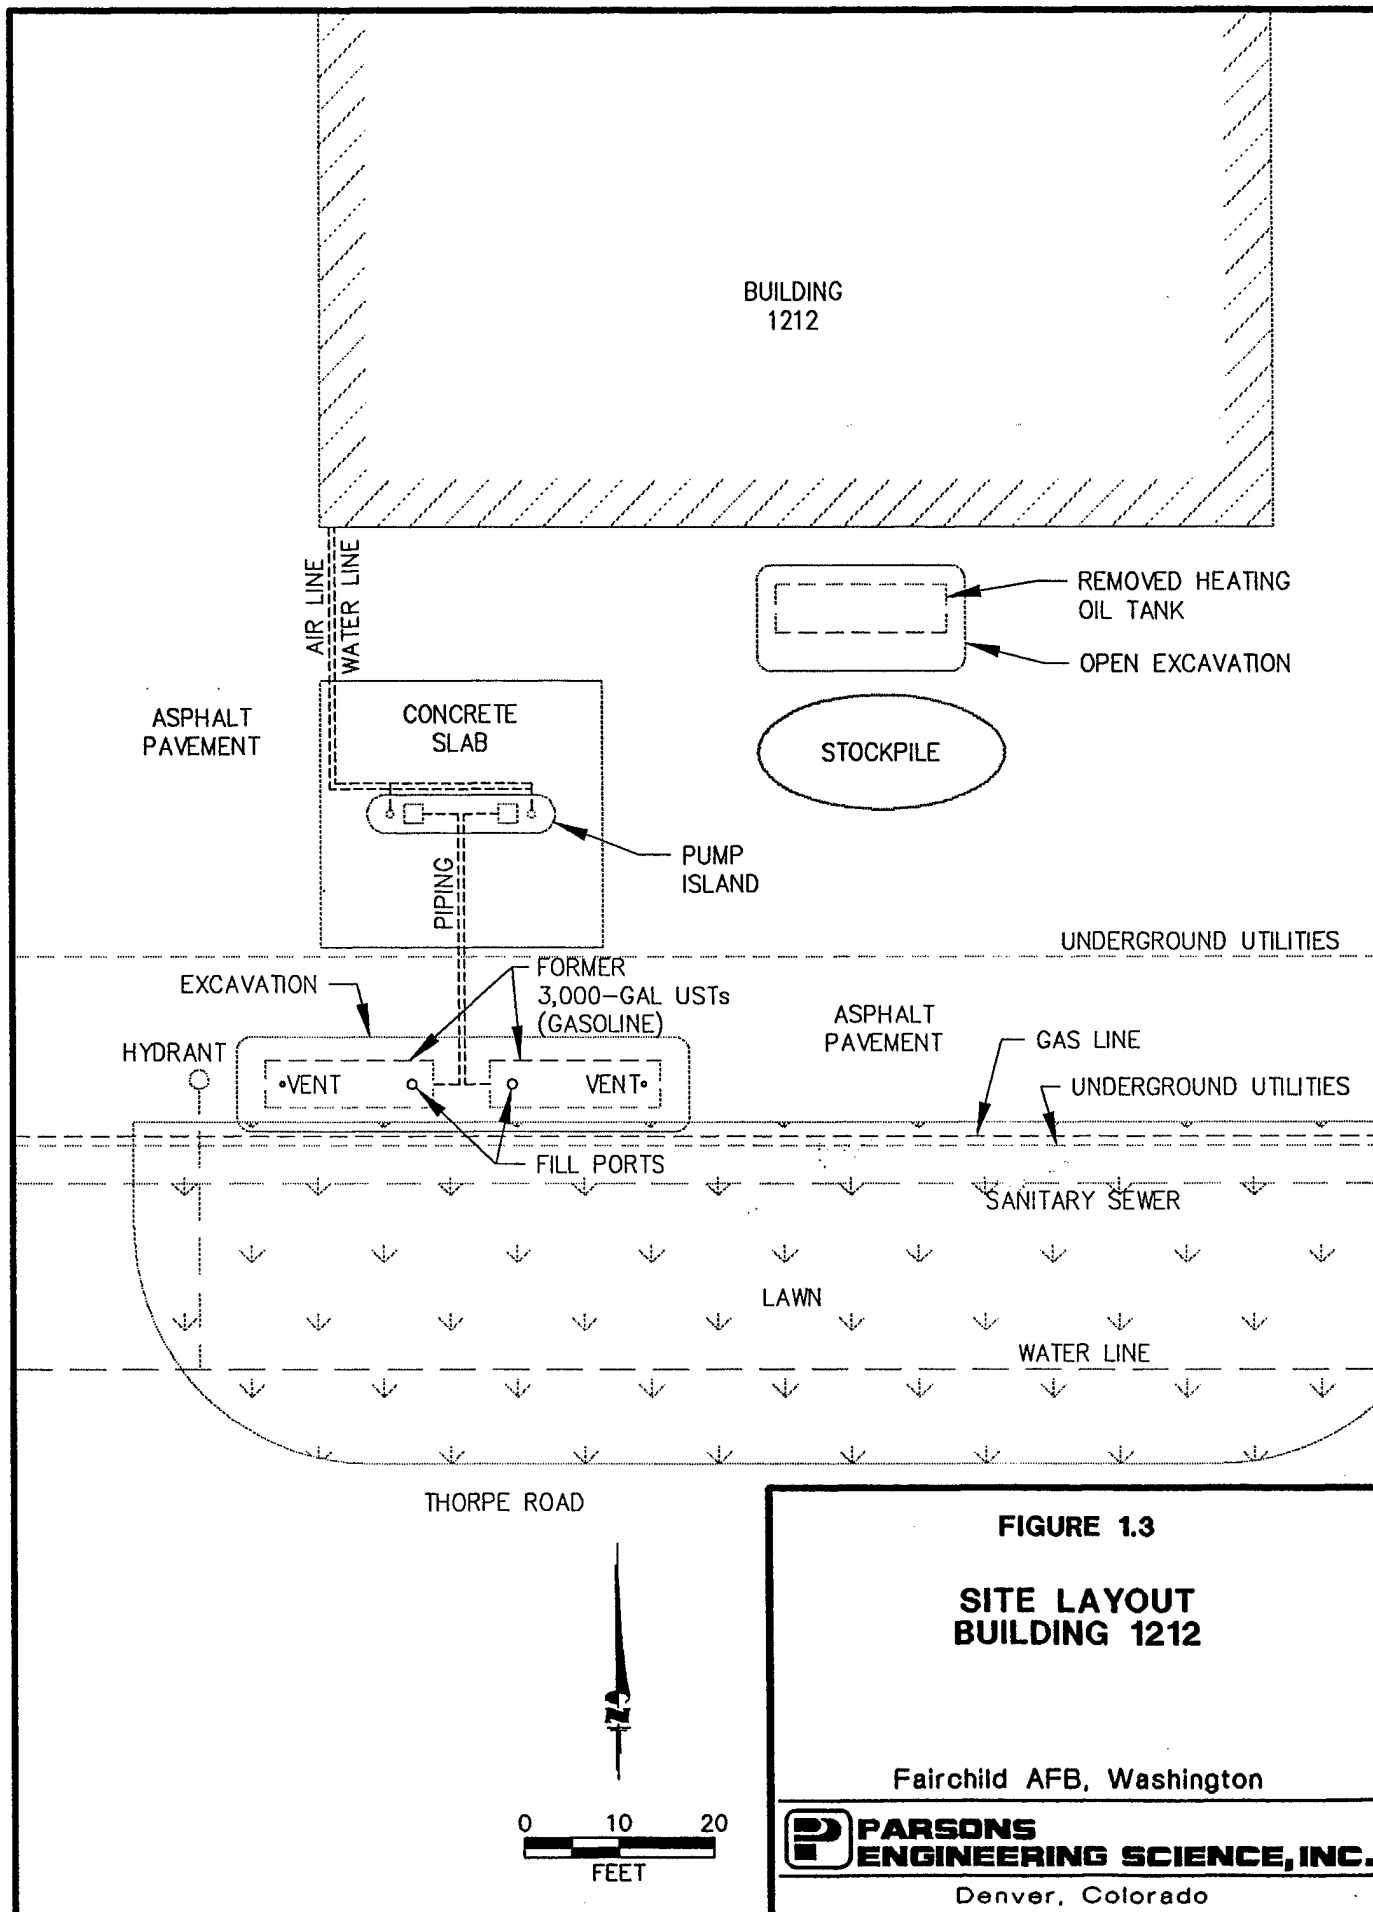 BUILDING
1212
AIR LINE
WATER LINE
REMOVED HEATING
OIL TANK
OPEN EXCAVATION
ASPHALT
PAVEMENT
CONCRETE
SLAB
STOCKPILE
PUMP
ISLAND
PIPING
UNDERGROUND UTILITIES
EXCAVATION
FORMER
3,000-GAL USTs
(GASOLINE)
ASPHALT
PAVEMENT
GAS LINE
HYDRANT
VENT
VENT
UNDERGROUND UTILITIES
FILL PORTS
SANITARY SEWER
LAWN
WATER LINE
THORPE ROAD
N
0 10 20
FEET
FIGURE 1.3
SITE LAYOUT
BUILDING 1212
Fairchild AFB, Washington
P
PARSONS
ENGINEERING SCIENCE, INC.
Denver, Colorado